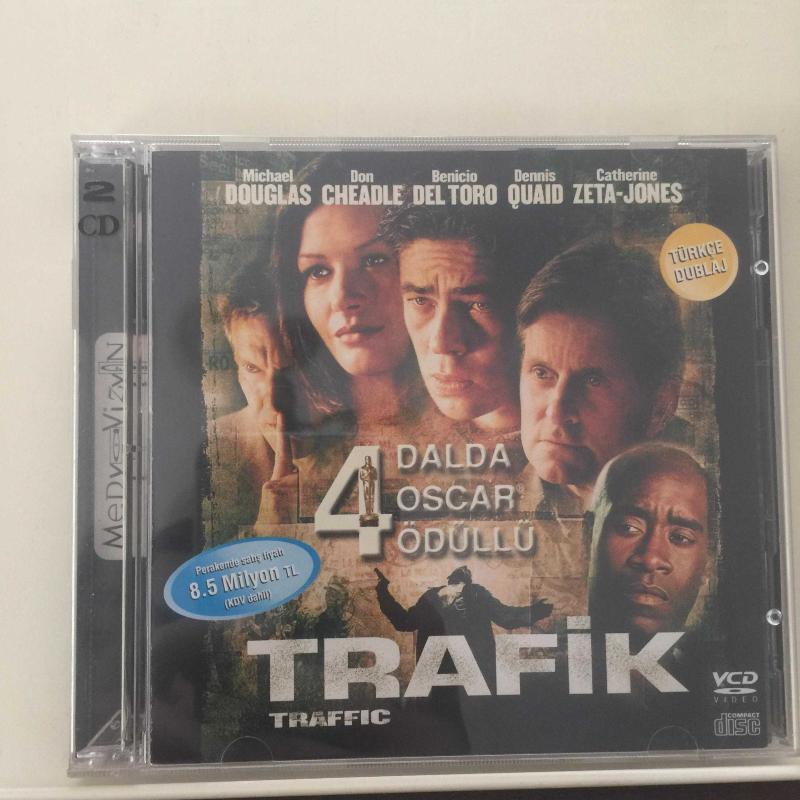 2
CD
MeDyaVizyoN
Michael
DOUGLAS
Don
CHEADLE
Benicio
DEL TORO
Dennis
QUAID
Catherine
ZETA-JONES
TÜRKÇE
DUBLAJ
4 DALDA
OSCAR®
ÖDÜLLÜ
Perakende satış fiyatı
8.5 Milyon TL
(KDV dahil)
TRAFİK
TRAFFIC
VCD
VIDEO
COMPACT
disc